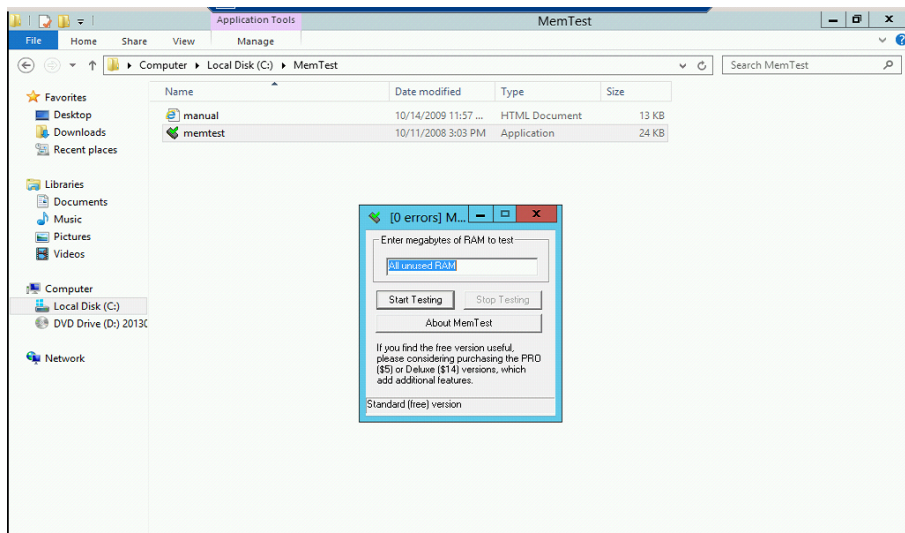 Application Tools
MemTest
File Home Share View Manage
Computer Local Disk (C:) MemTest
Search MemTest
Name Date modified Type Size
manual 10/14/2009 11:57 ... HTML Document 13 KB
memtest 10/11/2008 3:03 PM Application 24 KB
Favorites
Desktop
Downloads
Recent places
Libraries
Documents
Music
Pictures
Videos
Computer
Local Disk (C:)
DVD Drive (D:) 2013
Network
[0 errors] M...
Enter megabytes of RAM to test
All unused RAM
Start Testing Stop Testing
About MemTest
If you find the free version useful,
please considering purchasing the PRO
($5) or Deluxe ($14) versions, which
add additional features.
Standard (free) version